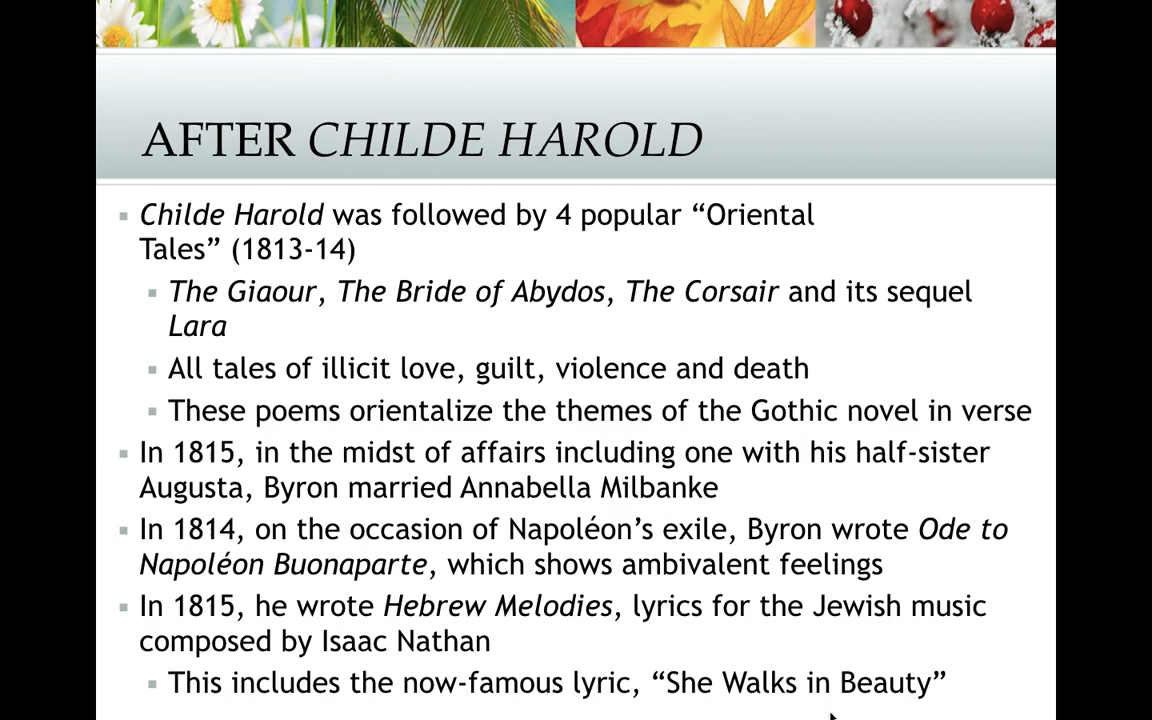 AFTER CHILDE HAROLD
Childe Harold was followed by 4 popular “Oriental
Tales” (1813-14)
The Giaour, The Bride of Abydos, The Corsair and its sequel
Lara
All tales of illicit love, guilt, violence and death
These poems orientalize the themes of the Gothic novel in verse
In 1815, in the midst of affairs including one with his half-sister
Augusta, Byron married Annabella Milbanke
In 1814, on the occasion of Napoléon’s exile, Byron wrote Ode to
Napoléon Buonaparte, which shows ambivalent feelings
In 1815, he wrote Hebrew Melodies, lyrics for the Jewish music
composed by Isaac Nathan
This includes the now-famous lyric, “She Walks in Beauty”